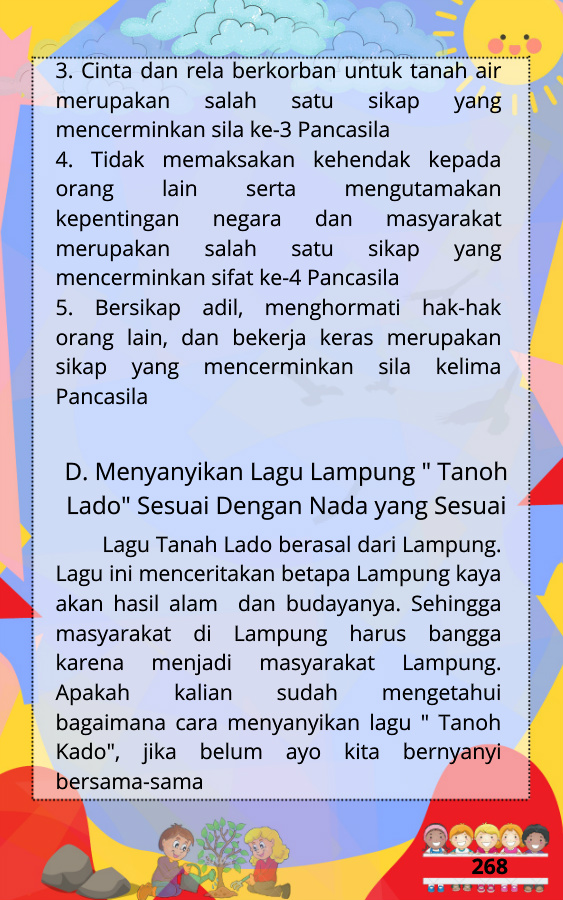 3. Cinta dan rela berkorban untuk tanah air
merupakan salah satu sikap yang
mencerminkan sila ke-3 Pancasila
4. Tidak memaksakan kehendak kepada
orang lain serta mengutamakan
kepentingan negara dan masyarakat
merupakan salah satu sikap yang
mencerminkan sifat ke-4 Pancasila
5. Bersikap adil, menghormati hak-hak
orang lain, dan bekerja keras merupakan
sikap yang mencerminkan sila kelima
Pancasila
D. Menyanyikan Lagu Lampung " Tanoh
Lado" Sesuai Dengan Nada yang Sesuai
Lagu Tanah Lado berasal dari Lampung.
Lagu ini menceritakan betapa Lampung kaya
akan hasil alam dan budayanya. Sehingga
masyarakat di Lampung harus bangga
karena menjadi masyarakat Lampung.
Apakah kalian sudah mengetahui
bagaimana cara menyanyikan lagu " Tanoh
Kado", jika belum ayo kita bernyanyi
bersama-sama
268